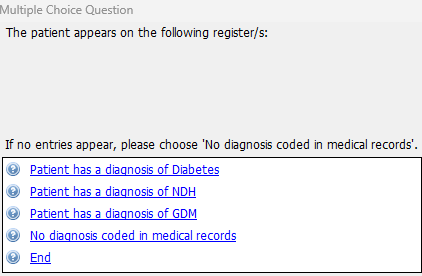 Multiple Choice Question
The patient appears on the following register/s:
If no entries appear, please choose 'No diagnosis coded in medical records'.
Patient has a diagnosis of Diabetes
Patient has a diagnosis of NDH
Patient has a diagnosis of GDM
No diagnosis coded in medical records
End